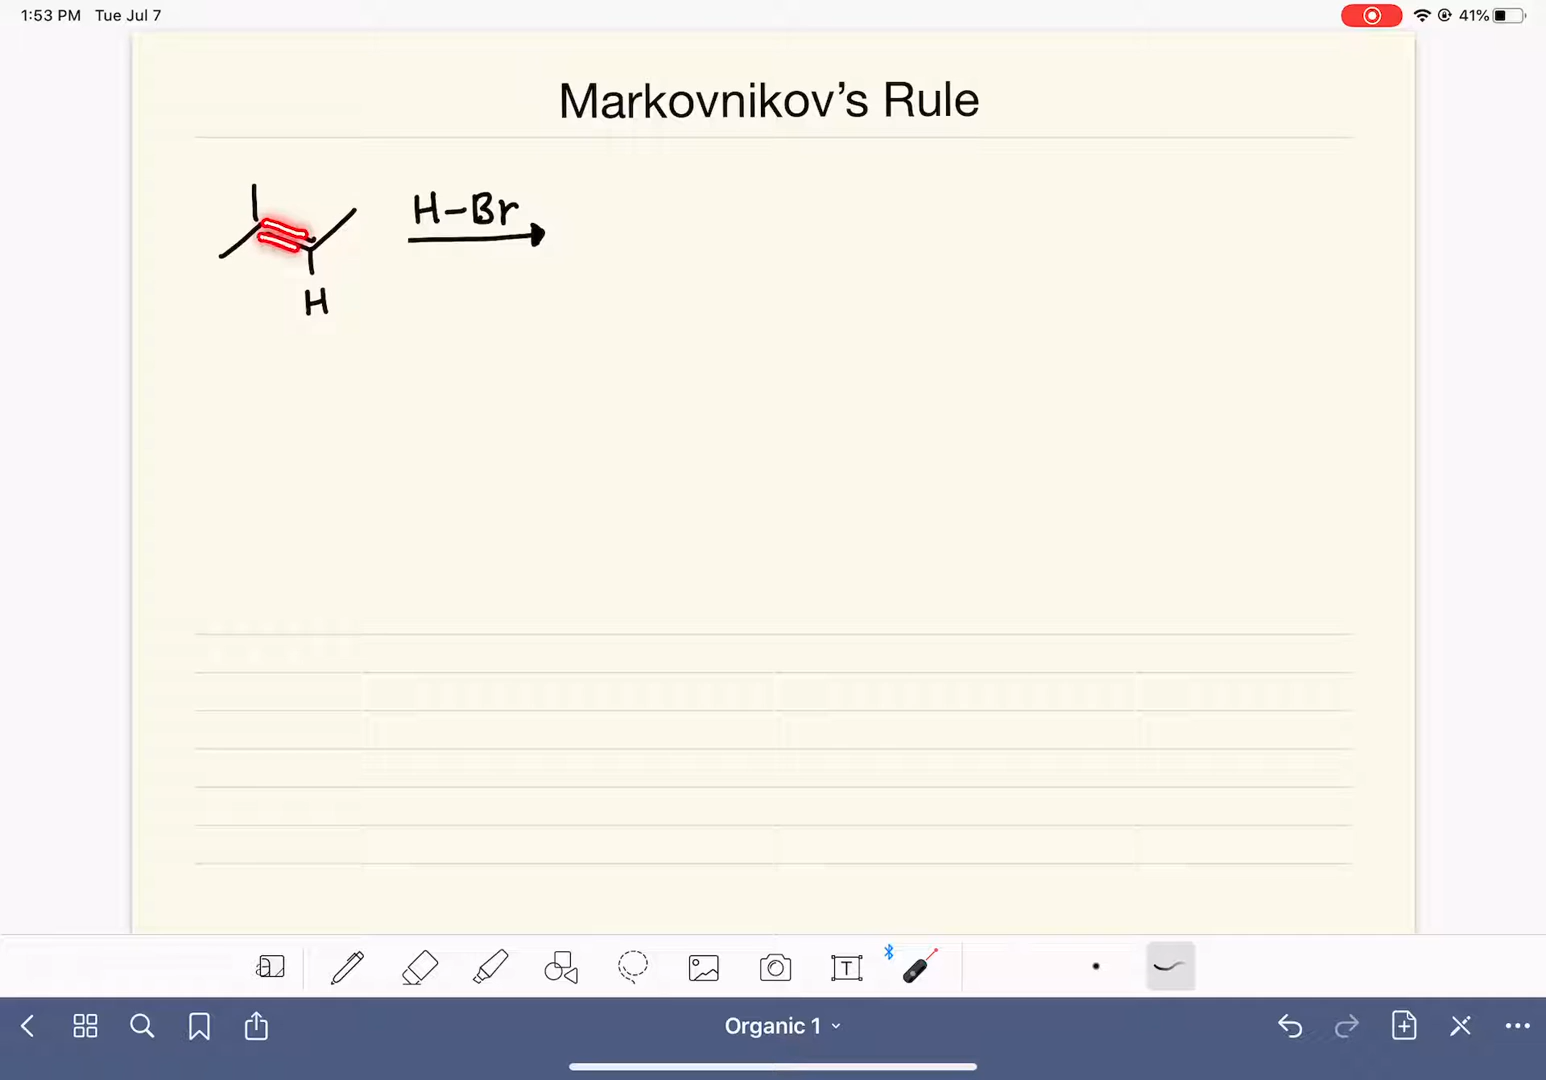 1:53 PM Tue Jul 7
41%
Markovnikov's Rule
H-Br
H
T
Organic 1